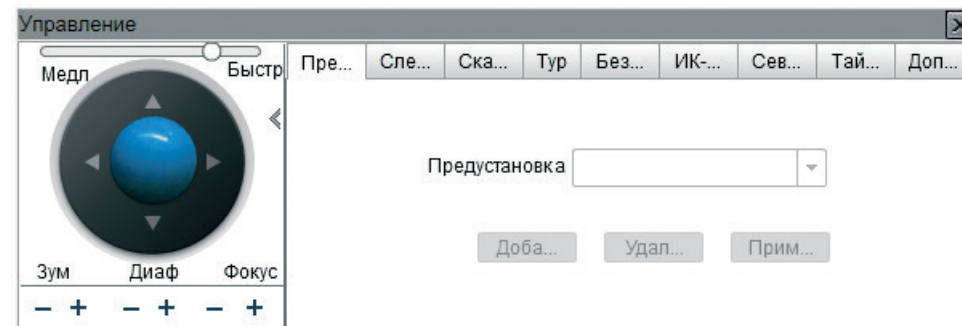 Управление
Медл Быстр
Пре... Сле... Ска... Тур Без... ИК-... Сев... Тай... Доп...
Предустановка
Доба... Удал... Прим...
Зум Диаф Фокус
− + − + − +